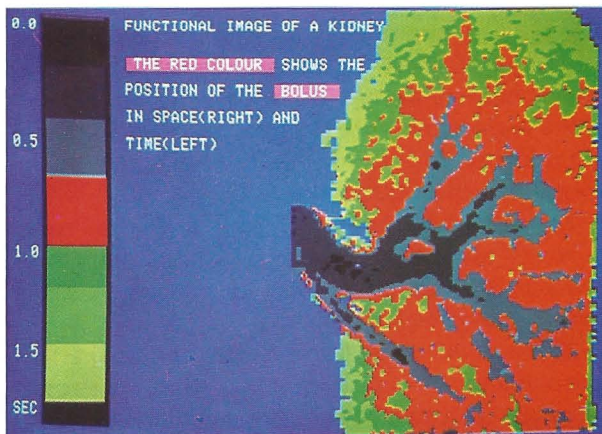 FUNCTIONAL IMAGE OF A KIDNEY
THE RED COLOUR SHOWS THE
POSITION OF THE BOLUS
IN SPACE(RIGHT) AND
TIME(LEFT)
0.0
0.5
1.0
1.5
SEC